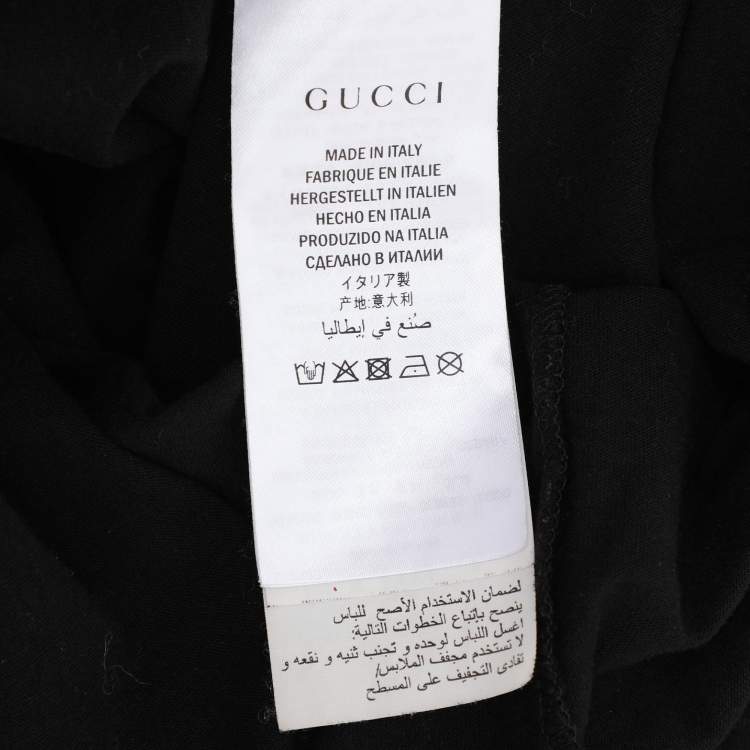 GUCCI
MADE IN ITALY
FABRIQUE EN ITALIE
HERGESTELLT IN ITALIEN
HECHO EN ITALIA
PRODUZIDO NA ITALIA
СДЕЛАНО В ИТАЛИИ
イタリア製
产地:意大利
صُنع في إيطاليا
لضمان الاستخدام الأصح للباس
ينصح بإتباع الخطوات التالية:
اغسل اللباس لوحده و تجنب ثنيه و نقعه و
لا تستخدم مجفف الملابس/
تفادى التجفيف على المسطح